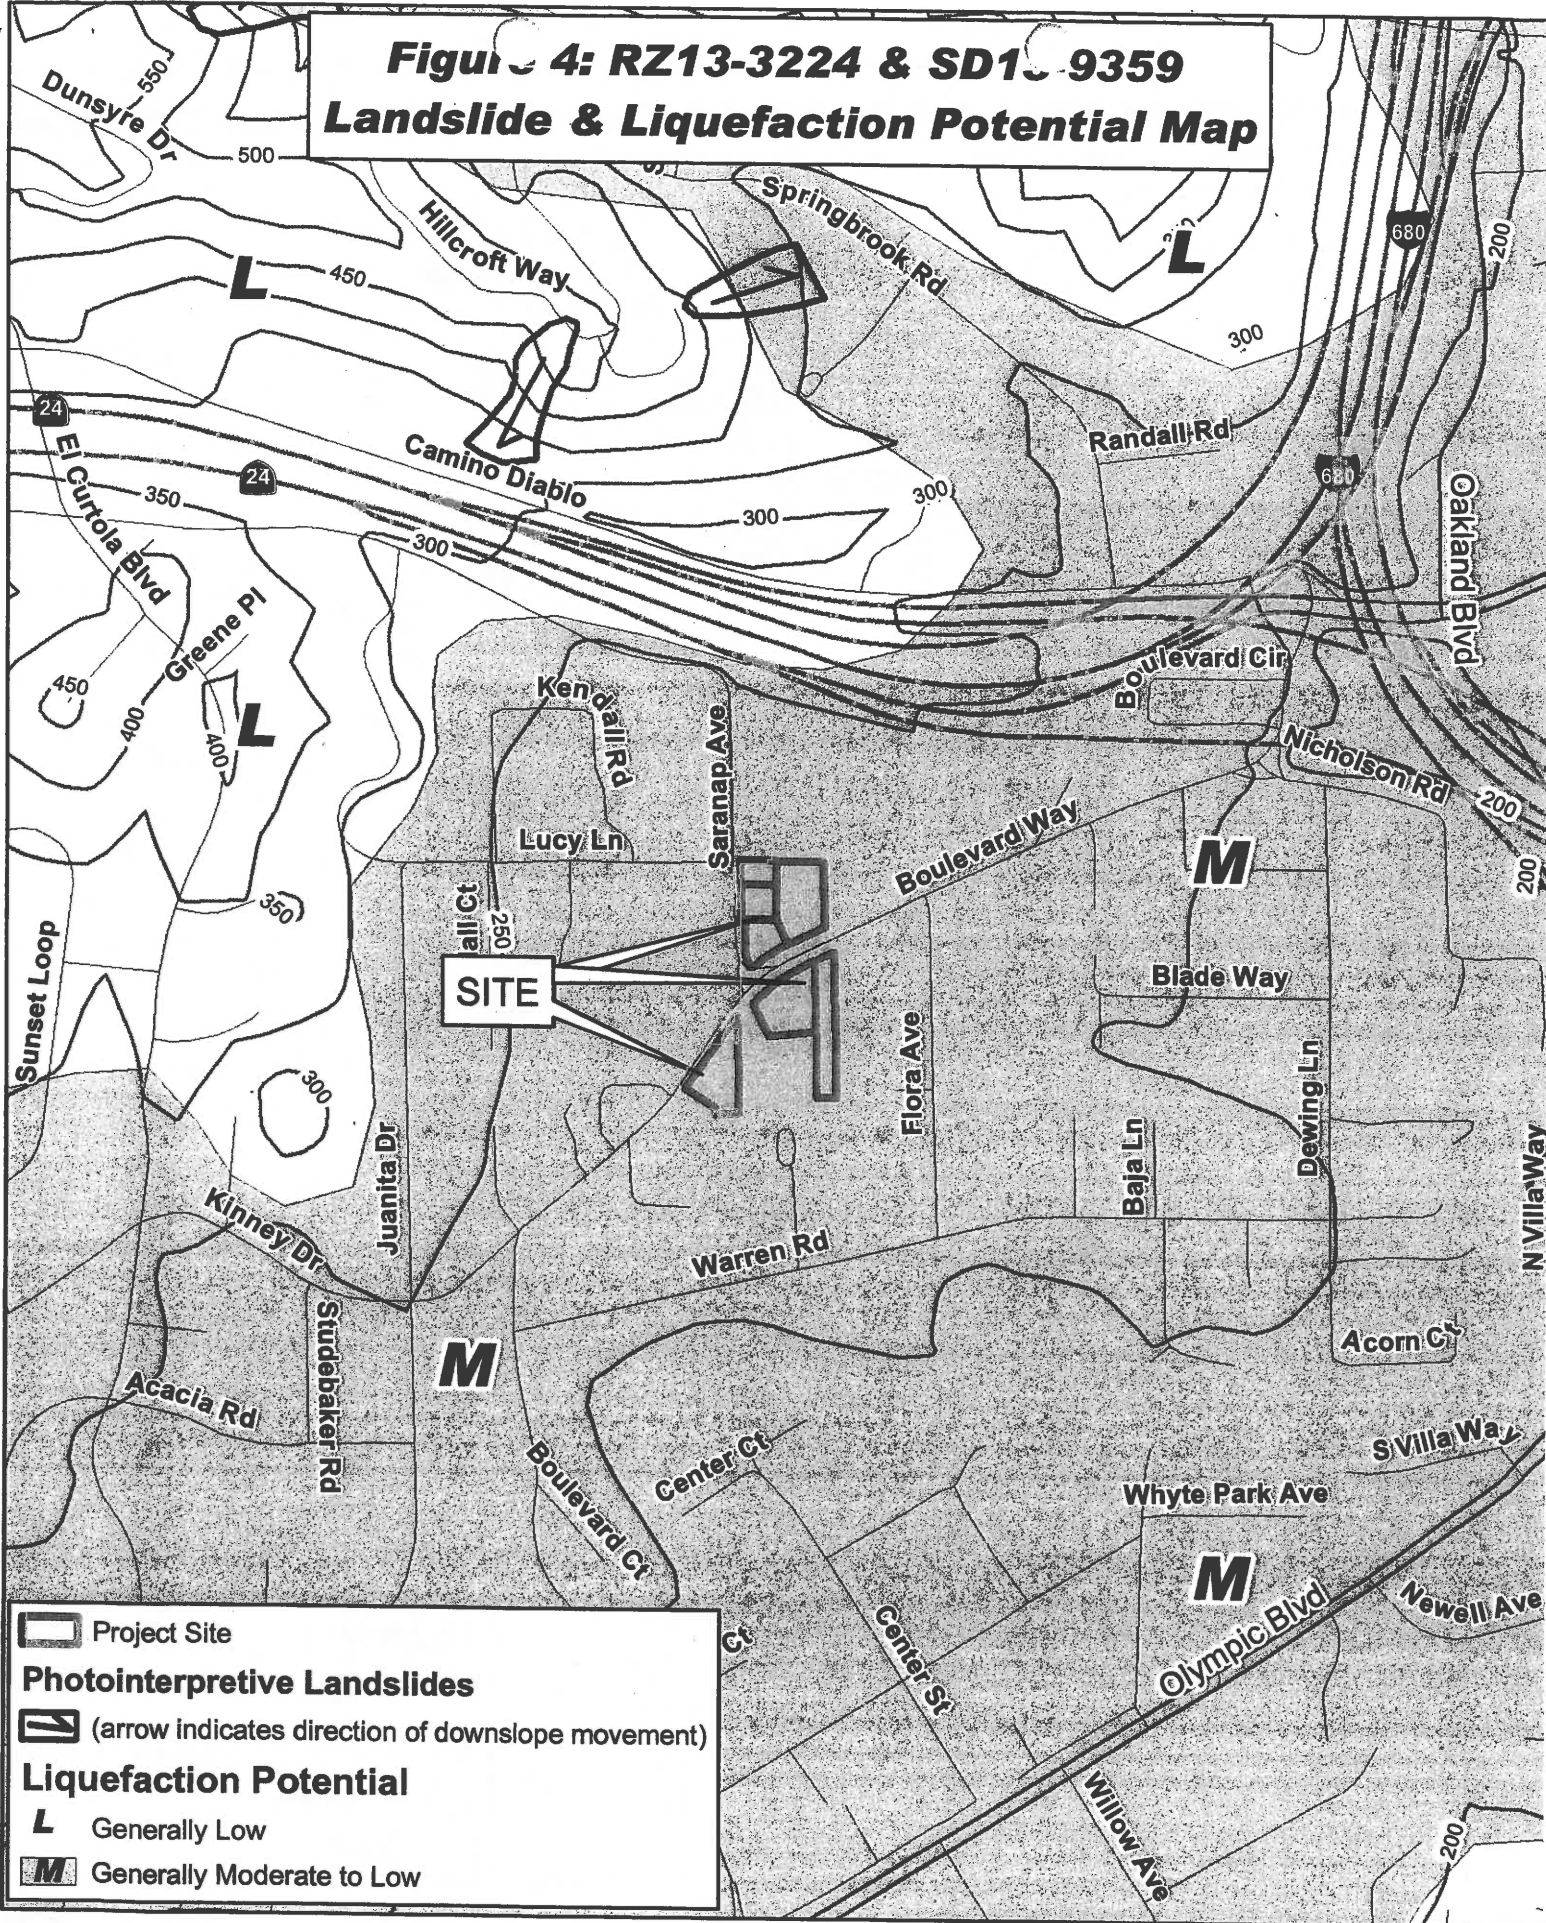 4: RZ13-3224 & 9359
Landslide & Liquefaction Potential Map
Dunsyre Dr
550
500
Hillcroft Way
Springbrook Rd
L
450
L
680
200
300
24
El Curtola Blvd
24
Camino Diablo
350
300
300
300
Randall Rd
680
Oakland Blvd
Greene Pl
450
400
400
L
Kendall Rd
Saranap Ave
Boulevard Cir
Nicholson Rd
200
Lucy Ln
Boulevard Way
M
200
350
250
Sunset Loop
SITE
Blade Way
300
Flora Ave
Dewing Ln
Juanita Dr
Baja Ln
N Villa Way
Kinney Dr
Warren Rd
Studebaker Rd
M
Acorn Ct
Acacia Rd
Boulevard Ct
Center Ct
S Villa Way
Whyte Park Ave
M
Newell Ave
Olympic Blvd
Ct
Center St
Willow Ave
200
Project Site
Photointerpretive Landslides
(arrow indicates direction of downslope movement)
Liquefaction Potential
L Generally Low
M Generally Moderate to Low